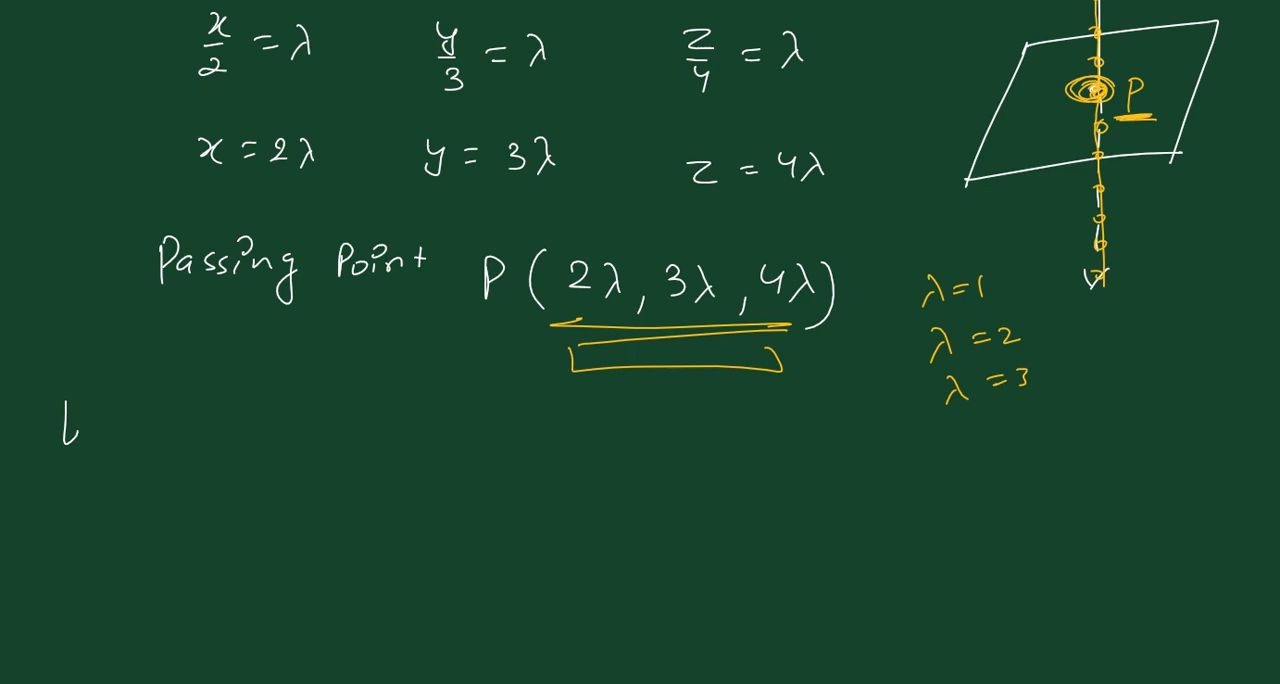 x/2 = λ y/3 = λ z/4 = λ
x = 2λ y = 3λ z = 4λ
P
Passing Point P(2λ, 3λ, 4λ)
λ=1
λ=2
λ=3